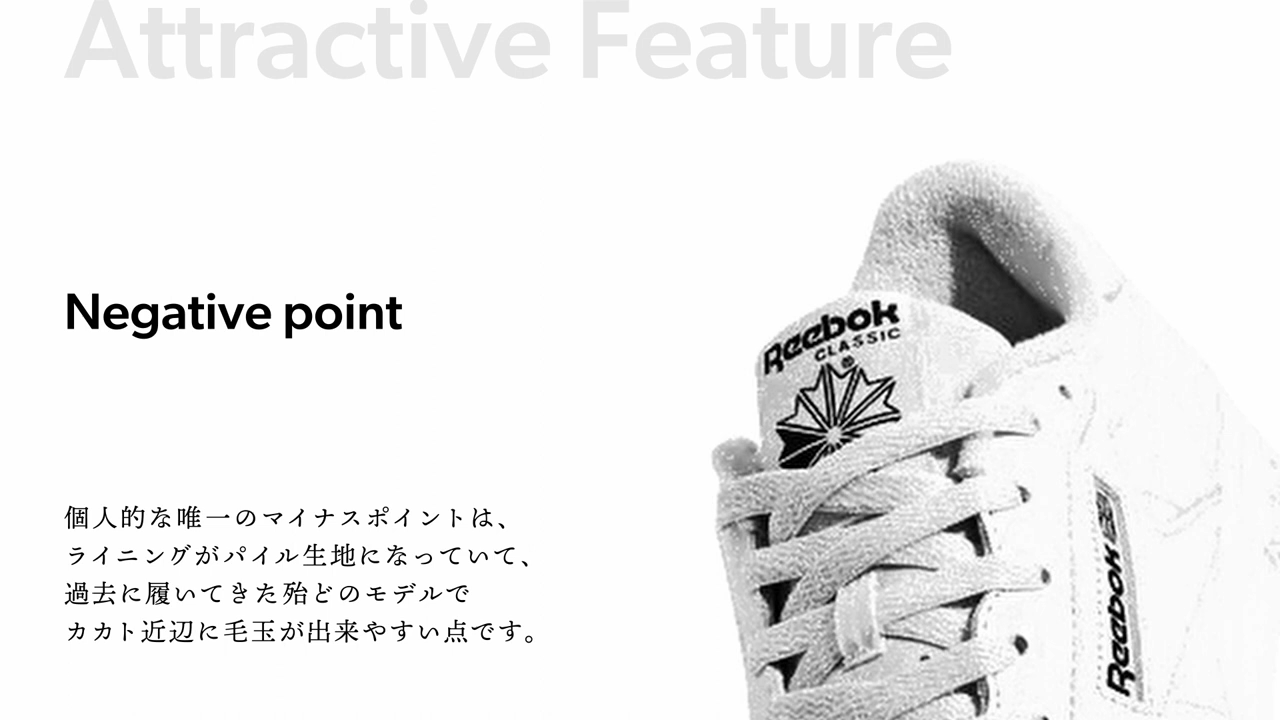 Attractive Feature
Negative point
個人的な唯一のマイナスポイントは、
ライニングがパイル生地になっていて、
過去に履いてきた殆どのモデルで
カカト近辺に毛玉が出来やすい点です。
Reebok
CLASSIC
Reebok